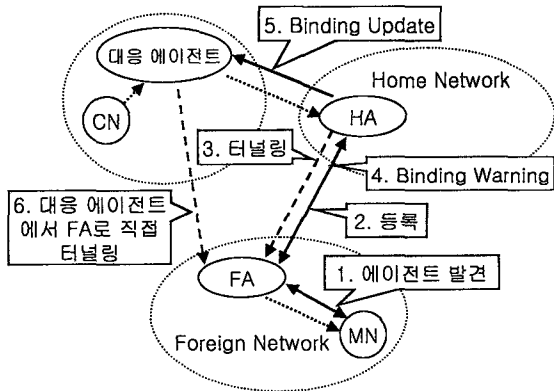 5. Binding Update
대응 에이전트
Home Network
CN
HA
3. 터널링
4. Binding Warning
6. 대응 에이전트
에서 FA로 직접
터널링
2. 등록
FA
1. 에이전트 발견
Foreign Network
MN